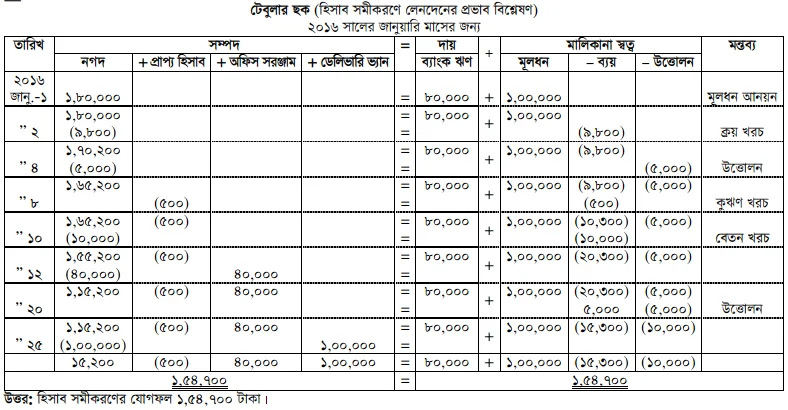 টেবুলার ছক (হিসাব সমীকরণে লেনদেনের প্রভাব বিশ্লেষণ)
২০১৬ সালের জানুয়ারি মাসের জন্য
তারিখ সম্পদ = দায় + মালিকানা স্বত্ব মন্তব্য
নগদ + প্রাপ্য হিসাব + অফিস সরঞ্জাম + ডেলিভারি ভ্যান ব্যাংক ঋণ মূলধন – ব্যয় – উত্তোলন
২০১৬
জানু.-১ ১,৮০,০০০ = ৮০,০০০ + ১,০০,০০০ মূলধন আনয়ন
১,৮০,০০০ = ৮০,০০০ + ১,০০,০০০
” ২ (৯,৮০০) = (৯,৮০০) ক্রয় খরচ
১,৭০,২০০ = ৮০,০০০ + ১,০০,০০০ (৯,৮০০)
” ৪ (৫,০০০) = (৫,০০০) উত্তোলন
১,৬৫,২০০ = ৮০,০০০ + ১,০০,০০০ (৯,৮০০) (৫,০০০)
” ৮ (৫০০) = (৫০০) কুঋণ খরচ
১,৬৫,২০০ (৫০০) = ৮০,০০০ + ১,০০,০০০ (১০,৩০০) (৫,০০০)
” ১০ (১০,০০০) = (১০,০০০) বেতন খরচ
১,৫৫,২০০ (৫০০) = ৮০,০০০ + ১,০০,০০০ (২০,৩০০) (৫,০০০)
” ১২ (৪০,০০০) ৪০,০০০ =
১,১৫,২০০ (৫০০) ৪০,০০০ = ৮০,০০০ + ১,০০,০০০ (২০,৩০০) (৫,০০০)
” ২০ = ৫,০০০ (৫,০০০) উত্তোলন
১,১৫,২০০ (৫০০) ৪০,০০০ = ৮০,০০০ + ১,০০,০০০ (১৫,৩০০) (১০,০০০)
” ২৫ (১,০০,০০০) ১,০০,০০০ =
১৫,২০০ (৫০০) ৪০,০০০ ১,০০,০০০ = ৮০,০০০ + ১,০০,০০০ (১৫,৩০০) (১০,০০০)
১,৫৪,৭০০ = ১,৫৪,৭০০
উত্তর: হিসাব সমীকরণের যোগফল ১,৫৪,৭০০ টাকা।